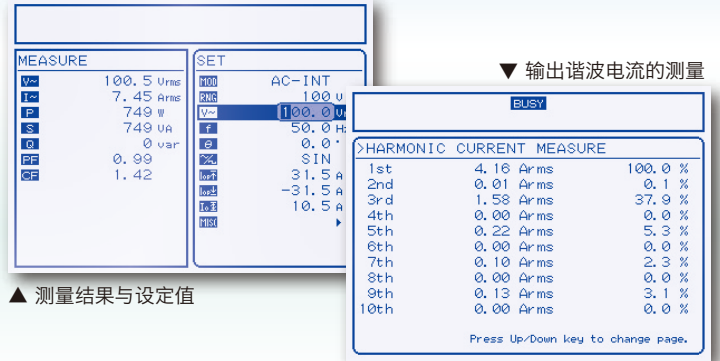 MEASURE
V~ 100.5 Vrms
I~ 7.45 Arms
P 749 W
S 749 VA
Q 0 var
PF 0.99
CF 1.42
SET
MOD AC-INT
RNG 100 V
V~ 100.0 Vr
f 50.0 Hz
θ 0.0°
SIN
31.5 A
-31.5 A
10.5 A
MISC
▲ 测量结果与设定值
▼ 输出谐波电流的测量
BUSY
>HARMONIC CURRENT MEASURE
1st 4.16 Arms 100.0 %
2nd 0.01 Arms 0.1 %
3rd 1.58 Arms 37.9 %
4th 0.00 Arms 0.0 %
5th 0.22 Arms 5.3 %
6th 0.00 Arms 0.0 %
7th 0.10 Arms 2.3 %
8th 0.00 Arms 0.0 %
9th 0.13 Arms 3.1 %
10th 0.00 Arms 0.0 %
Press Up/Down key to change page.